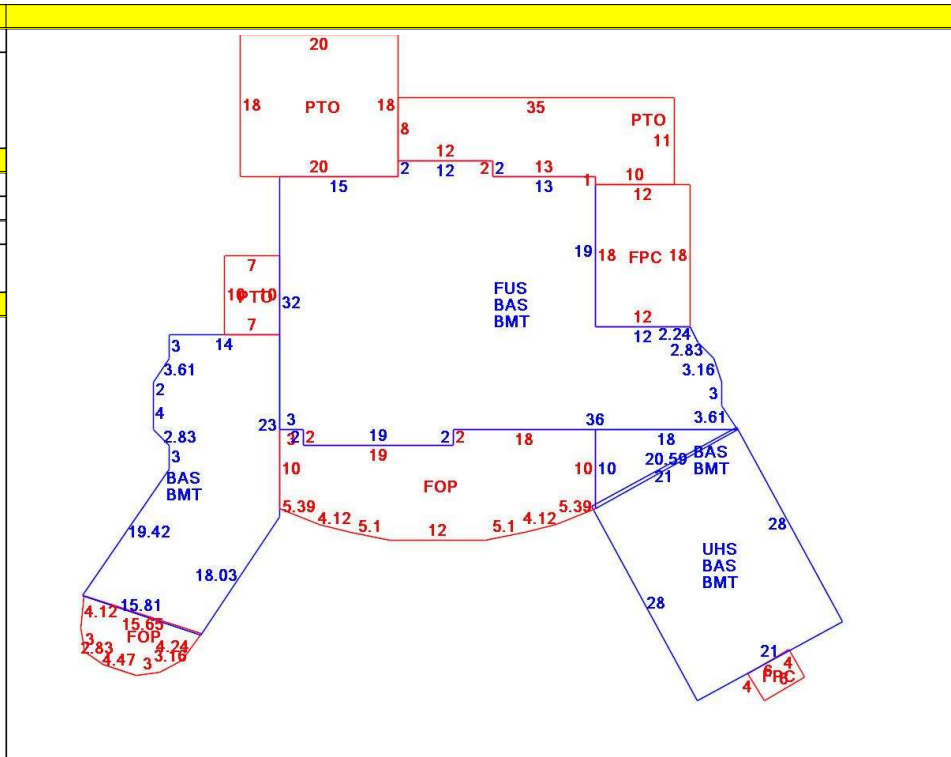 20
18 PTO 18
35
PTO
8
11
12
20 2 12 2 2 13 10
15 13 1 12
19 18 FPC 18
7
10 PTO 10
32
FUS
BAS
BMT
7
12
3 14 12 2.24
2.83
3.61 3.16
2 3
4 3.61
23 3 36
2.83 3 2 2 19 2 2 18 18
3 19
BAS
BMT
10 10 10 20.59 BAS
21 BMT
FOP
5.39 5.39
4.12 5.1 12 5.1 4.12
19.42 28
UHS
BAS
BMT
18.03
28
15.81
4.12 15.65
FOP
3 4.24
2.83 4.47 3 3.16
21
4 6 4
FPC